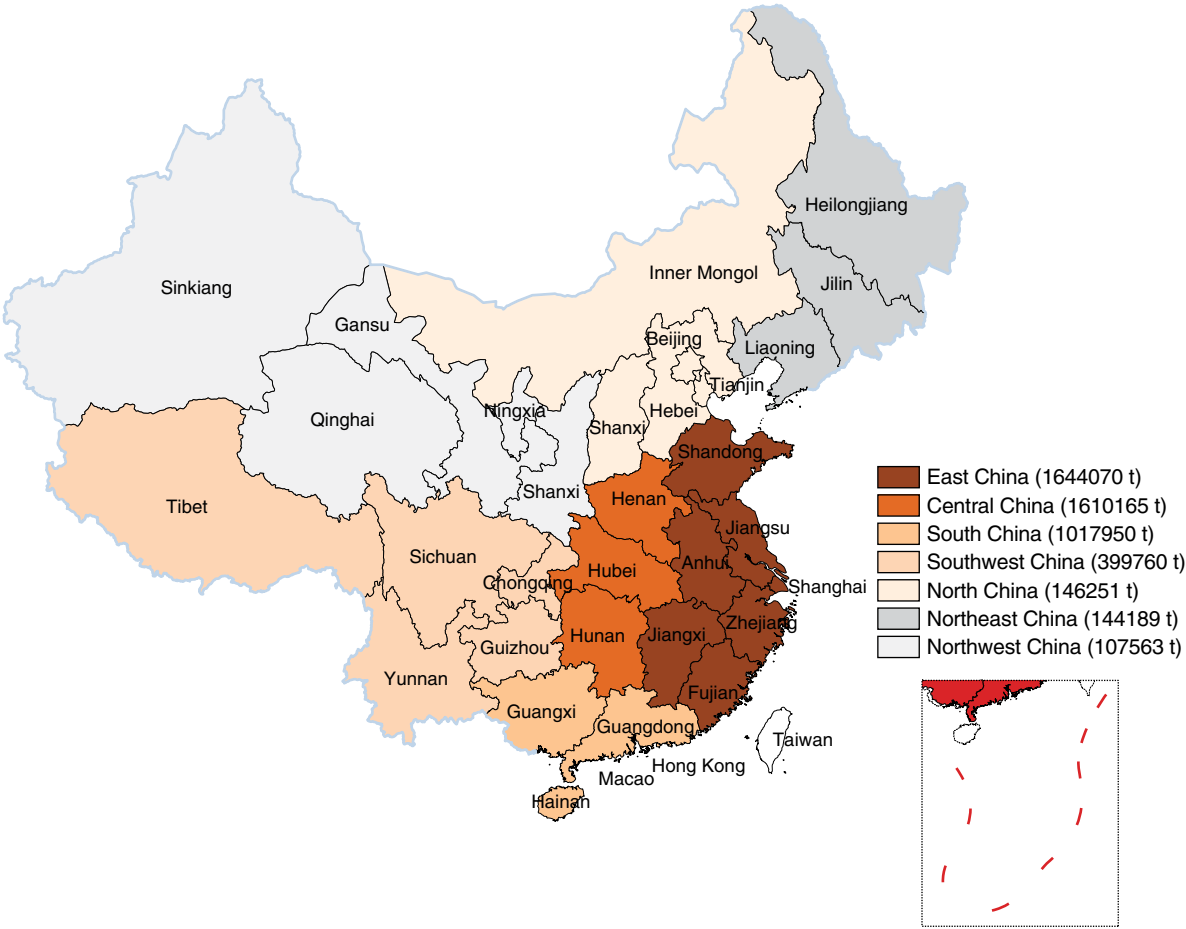 Heilongjiang
Inner Mongol
Jilin
Sinkiang
Gansu
Beijing
Liaoning
Tianjin
Qinghai
Ningxia
Hebei
Shanxi
Shandong
Shanxi
Henan
Tibet
Jiangsu
Sichuan
Anhui
Chongqing
Hubei
Shanghai
Zhejiang
Hunan
Jiangxi
Guizhou
Yunnan
Fujian
Guangxi
Guangdong
Taiwan
Hong Kong
Macao
Hainan
East China (1644070 t)
Central China (1610165 t)
South China (1017950 t)
Southwest China (399760 t)
North China (146251 t)
Northeast China (144189 t)
Northwest China (107563 t)